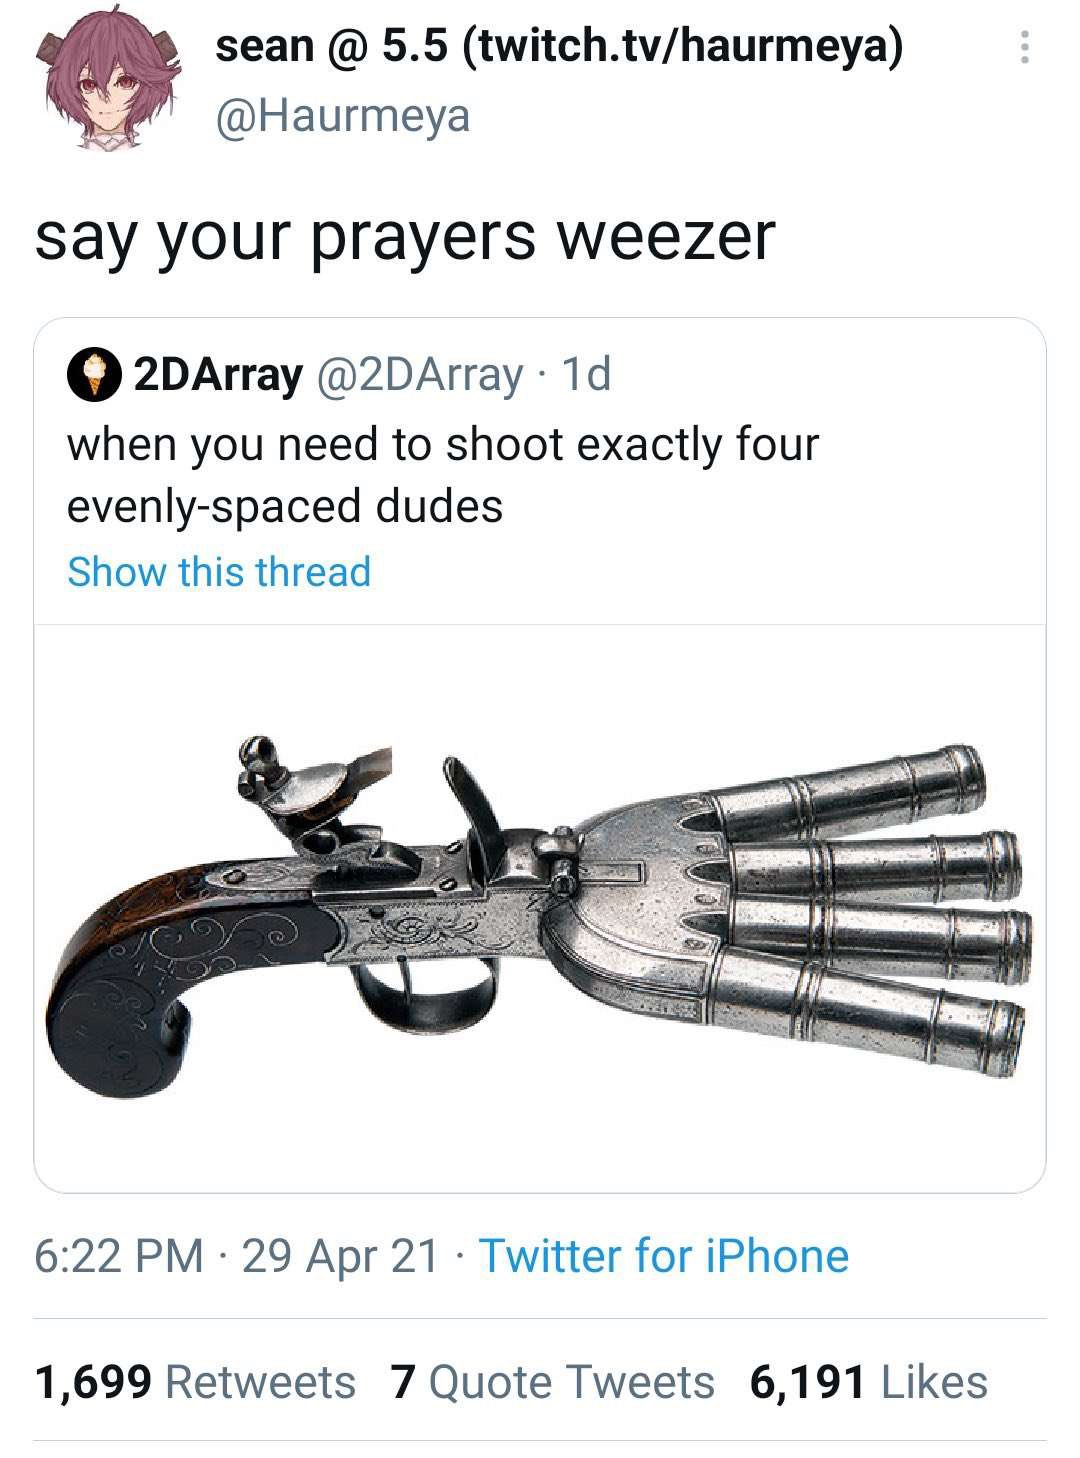 sean @ 5.5 (twitch.tv/haurmeya)
@Haurmeya
say your prayers weezer
2DArray @2DArray · 1d
when you need to shoot exactly four
evenly-spaced dudes
Show this thread
6:22 PM · 29 Apr 21 · Twitter for iPhone
1,699 Retweets 7 Quote Tweets 6,191 Likes